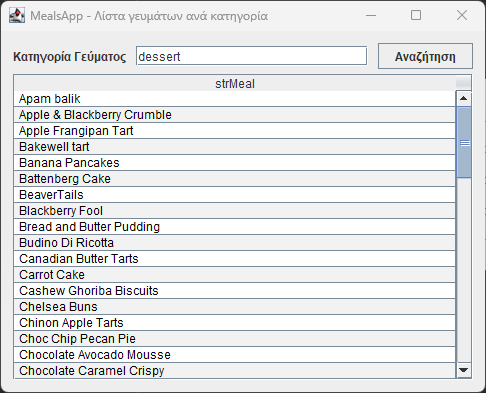 MealsApp - Λίστα γευμάτων ανά κατηγορία
Κατηγορία Γεύματος dessert Αναζήτηση
strMeal
Apam balik
Apple & Blackberry Crumble
Apple Frangipan Tart
Bakewell tart
Banana Pancakes
Battenberg Cake
BeaverTails
Blackberry Fool
Bread and Butter Pudding
Budino Di Ricotta
Canadian Butter Tarts
Carrot Cake
Cashew Ghoriba Biscuits
Chelsea Buns
Chinon Apple Tarts
Choc Chip Pecan Pie
Chocolate Avocado Mousse
Chocolate Caramel Crispy